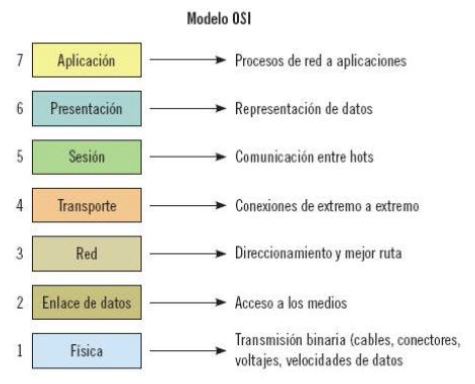 Modelo OSI
7 Aplicación Procesos de red a aplicaciones
6 Presentación Representación de datos
5 Sesión Comunicación entre hots
4 Transporte Conexiones de extremo a extremo
3 Red Direccionamiento y mejor ruta
2 Enlace de datos Acceso a los medios
1 Física Transmisión binaria (cables, conectores,
voltajes, velocidades de datos